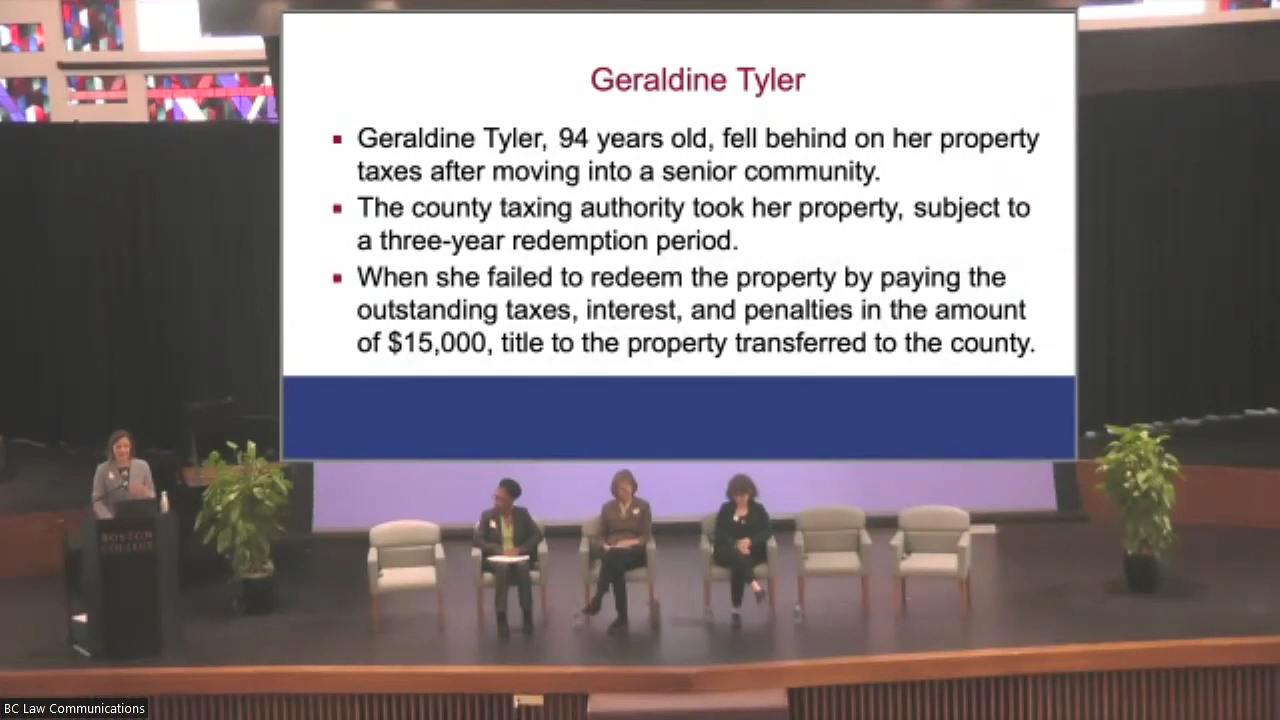 Geraldine Tyler
▪ Geraldine Tyler, 94 years old, fell behind on her property
taxes after moving into a senior community.
▪ The county taxing authority took her property, subject to
a three-year redemption period.
▪ When she failed to redeem the property by paying the
outstanding taxes, interest, and penalties in the amount
of $15,000, title to the property transferred to the county.
BOSTON
COLLEGE
BC Law Communications